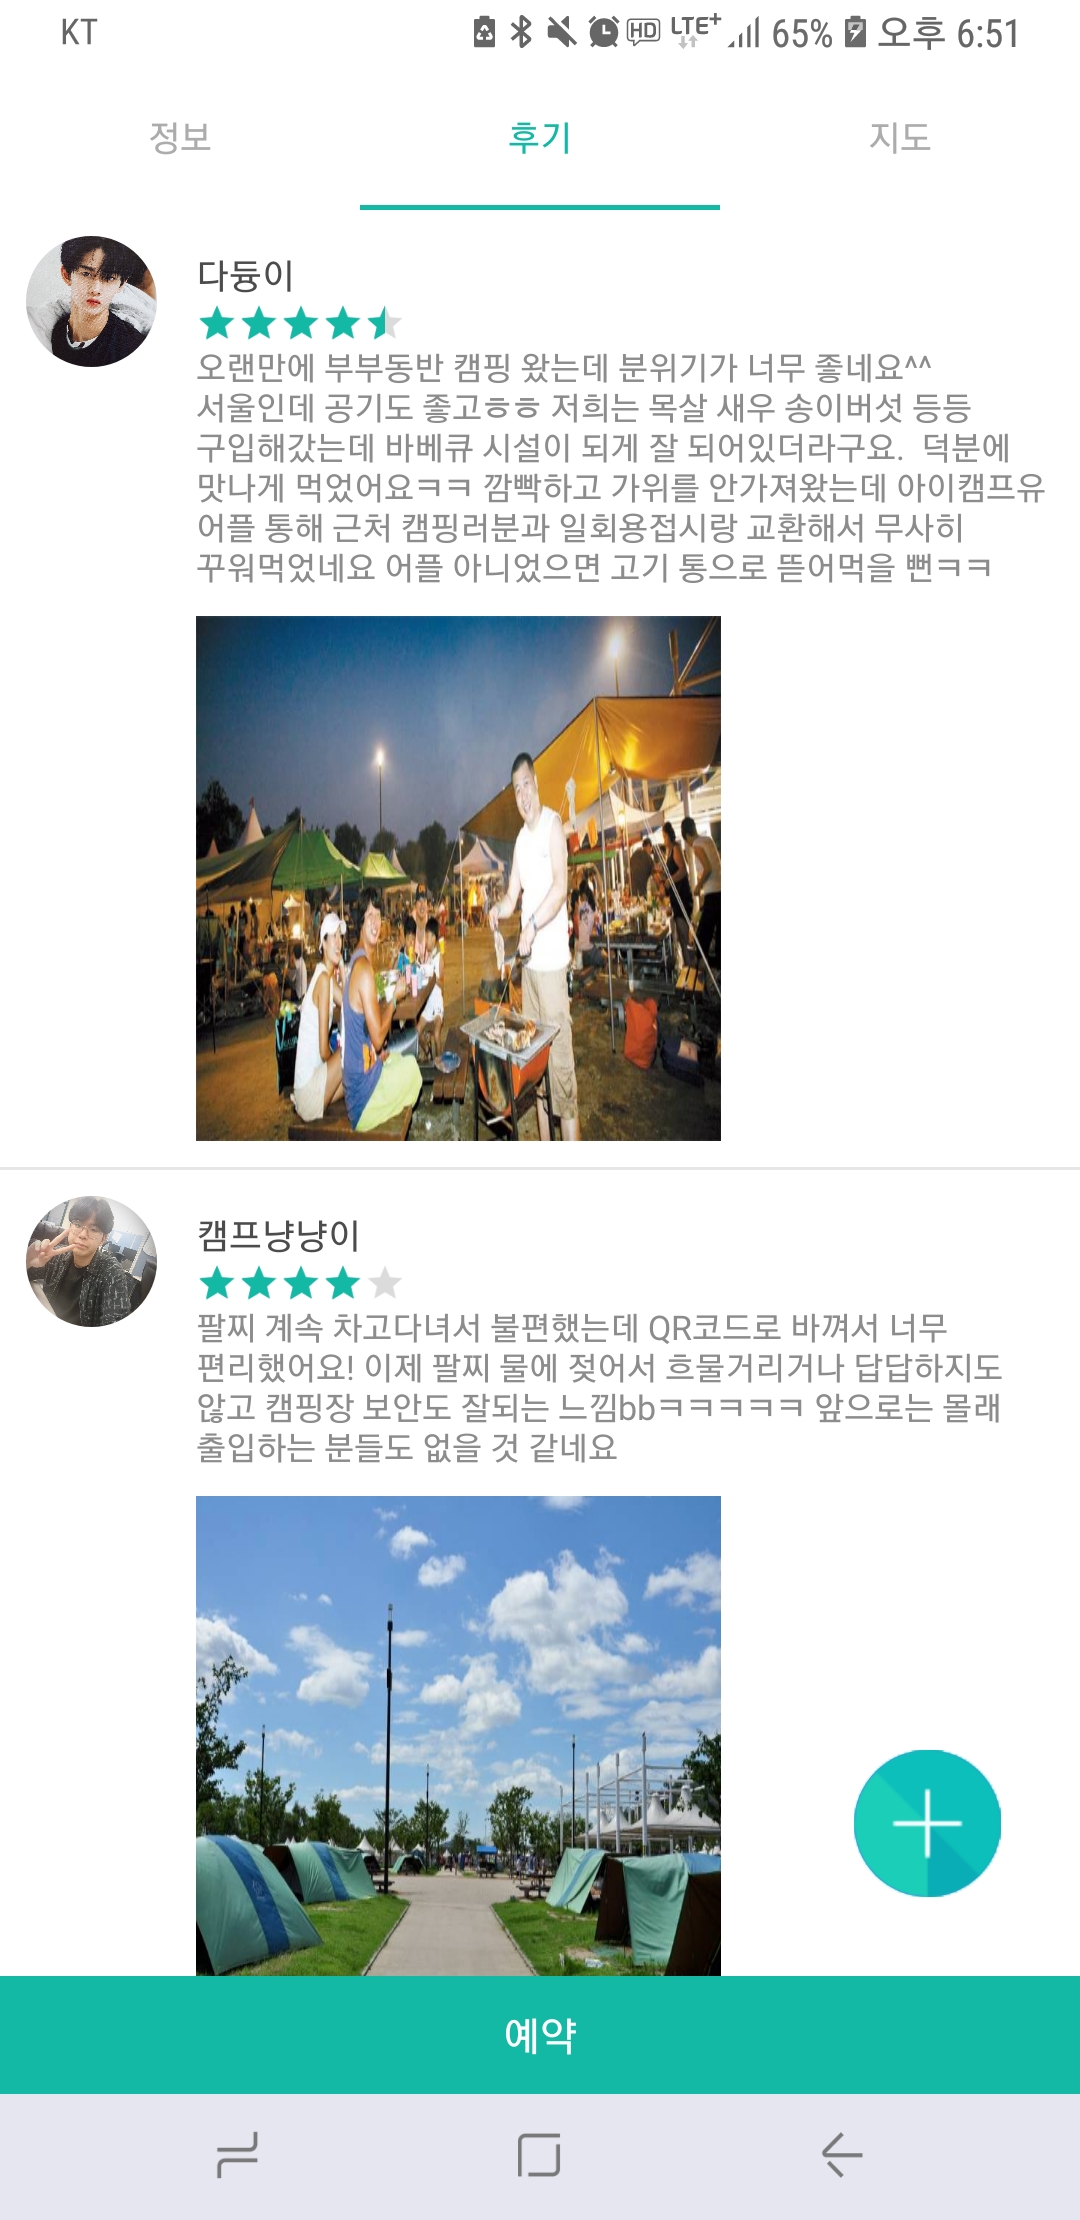 KT
HD LTE+ 65% 오후 6:51
정보 후기 지도
다듕이
오랜만에 부부동반 캠핑 왔는데 분위기가 너무 좋네요^^
서울인데 공기도 좋고ㅎㅎ 저희는 목살 새우 송이버섯 등등
구입해갔는데 바베큐 시설이 되게 잘 되어있더라구요.  덕분에
맛나게 먹었어요ㅋㅋ 깜빡하고 가위를 안가져왔는데 아이캠프유
어플 통해 근처 캠핑러분과 일회용접시랑 교환해서 무사히
꾸워먹었네요 어플 아니었으면 고기 통으로 뜯어먹을 뻔ㅋㅋ
캠프냥냥이
팔찌 계속 차고다녀서 불편했는데 QR코드로 바껴서 너무
편리했어요! 이제 팔찌 물에 젖어서 흐물거리거나 답답하지도
않고 캠핑장 보안도 잘되는 느낌bbㅋㅋㅋㅋㅋ 앞으로는 몰래
출입하는 분들도 없을 것 같네요
예약